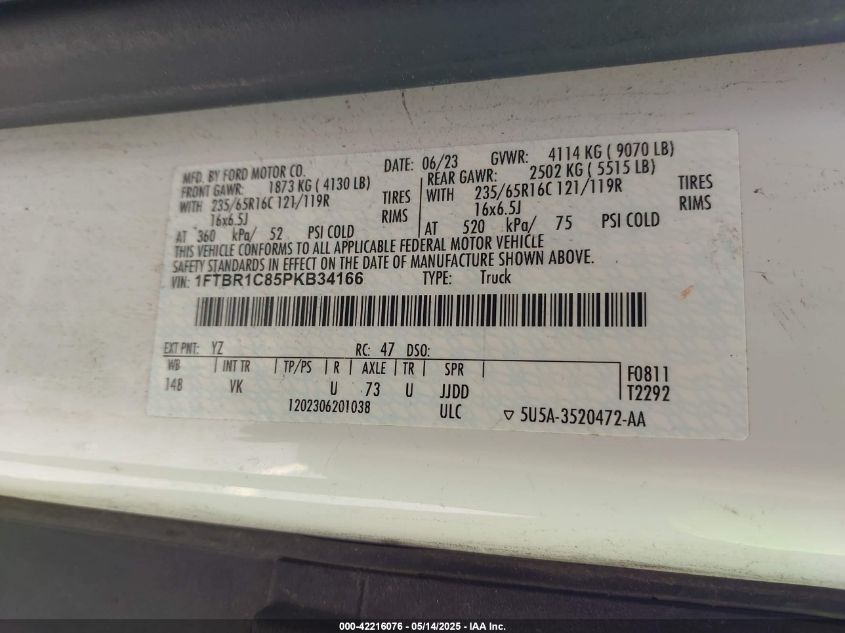 MFD. BY FORD MOTOR CO. DATE: 06/23 GVWR: 4114 KG ( 9070 LB)
FRONT GAWR: 1873 KG ( 4130 LB) REAR GAWR: 2502 KG ( 5515 LB)
WITH 235/65R16C 121/119R TIRES WITH 235/65R16C 121/119R TIRES
16x6.5J RIMS 16x6.5J RIMS
AT 360 kPa/ 52 PSI COLD AT 520 kPa/ 75 PSI COLD
THIS VEHICLE CONFORMS TO ALL APPLICABLE FEDERAL MOTOR VEHICLE
SAFETY STANDARDS IN EFFECT ON THE DATE OF MANUFACTURE SHOWN ABOVE.
VIN: 1FTBR1C85PKB34166 TYPE: Truck
EXT PNT: YZ RC: 47 DSO:
WB INT TR TP/PS R AXLE TR SPR F0811
148 VK U 73 U JJDD T2292
1202306201038 ULC ▽ 5U5A-3520472-AA
000-42216076 - 05/14/2025 - IAA Inc.